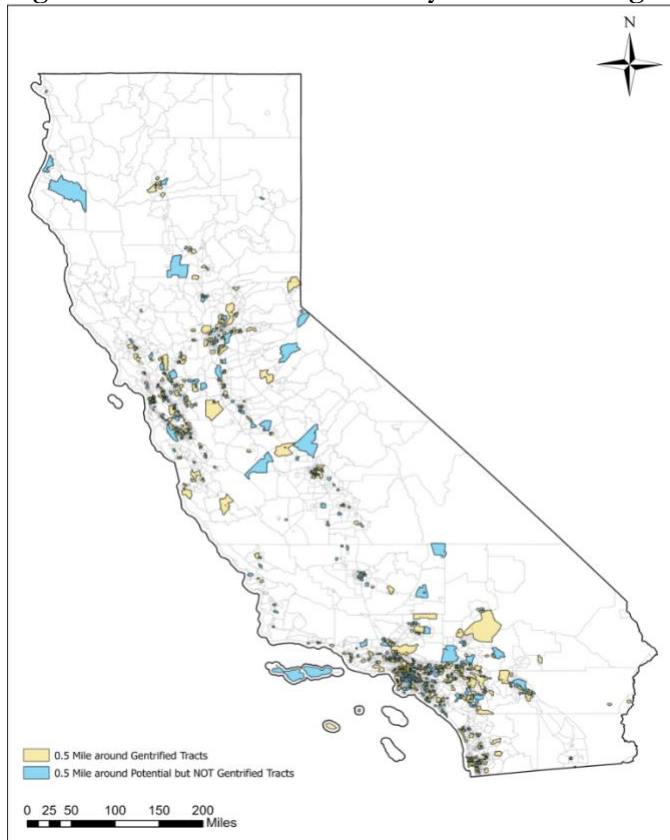 N
0.5 Mile around Gentrified Tracts
0.5 Mile around Potential but NOT Gentrified Tracts
0 25 50 100 150 200
Miles